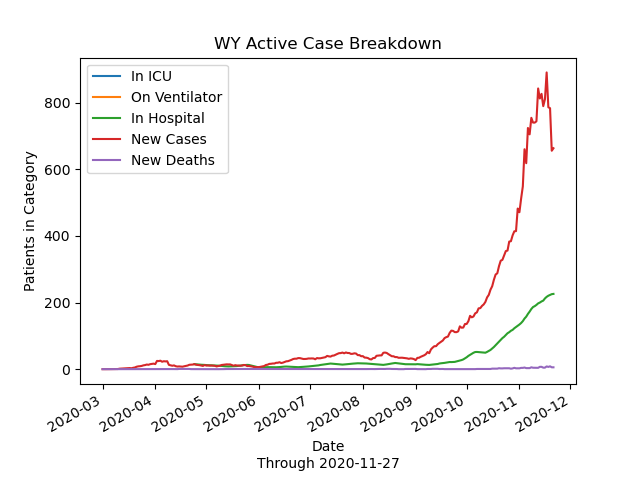 WY Active Case Breakdown
In ICU
On Ventilator
In Hospital
New Cases
New Deaths
Patients in Category
800
600
400
200
0
2020-03
2020-04
2020-05
2020-06
2020-07
2020-08
2020-09
2020-10
2020-11
2020-12
Date
Through 2020-11-27